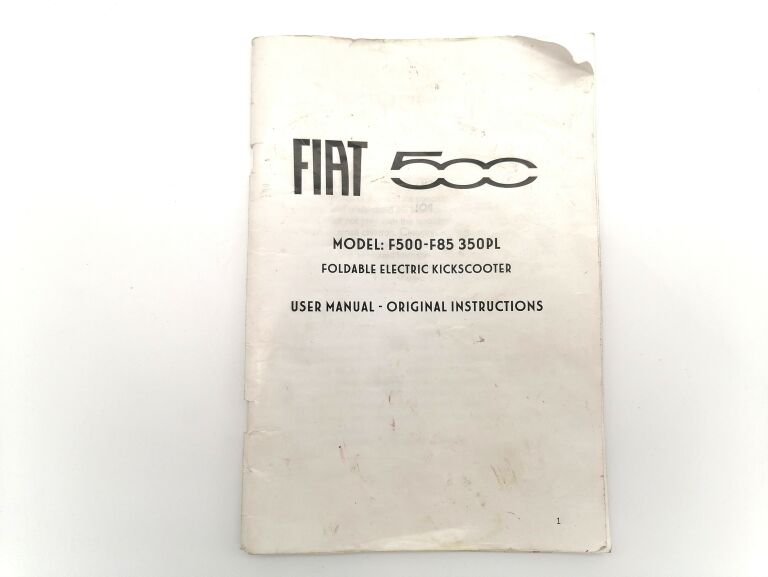 FIAT 500
MODEL: F500-F85 350PL
FOLDABLE ELECTRIC KICKSCOOTER
USER MANUAL - ORIGINAL INSTRUCTIONS
1